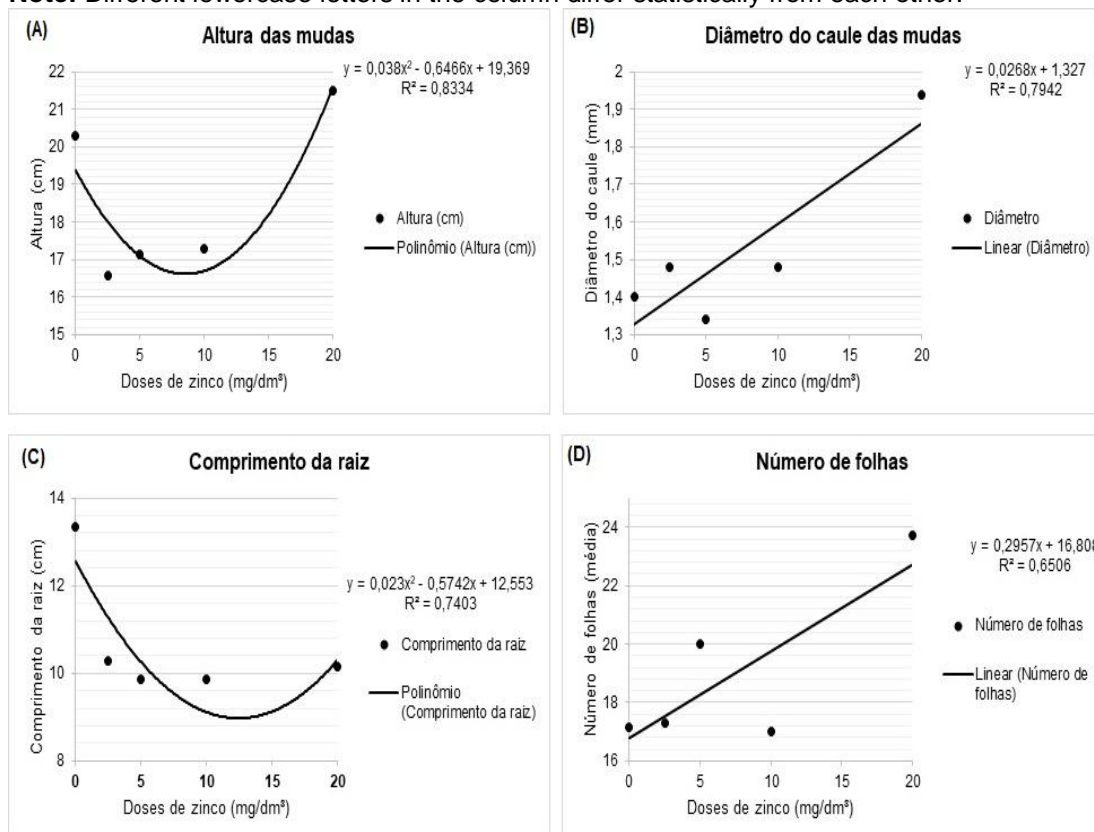 Note: Different lowercase letters in the column differ statistically from each other.
(A)
Altura das mudas
y = 0,038x² - 0,6466x + 19,369
R² = 0,8334
Altura (cm)
22
21
20
19
18
17
16
15
0 5 10 15 20
Doses de zinco (mg/dm³)
Altura (cm)
Polinômio (Altura (cm))
(B)
Diâmetro do caule das mudas
y = 0,0268x + 1,327
R² = 0,7942
Diâmetro do caule (mm)
2
1,9
1,8
1,7
1,6
1,5
1,4
1,3
0 5 10 15 20
Doses de zinco (mg/dm³)
Diâmetro
Linear (Diâmetro)
(C)
Comprimento da raiz
y = 0,023x² - 0,5742x + 12,553
R² = 0,7403
Comprimento da raiz (cm)
14
12
10
8
0 5 10 15 20
Doses de zinco (mg/dm³)
Comprimento da raiz
Polinômio
(Comprimento da raiz)
(D)
Número de folhas
y = 0,2957x + 16,808
R² = 0,6506
Número de folhas (média)
24
22
20
18
16
0 5 10 15 20
Doses de zinco (mg/dm³)
Número de folhas
Linear (Número de
folhas)